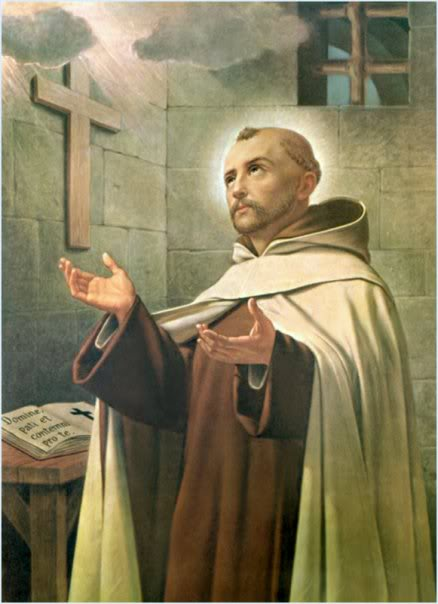 Domine,
pati et
contemni
pro te.